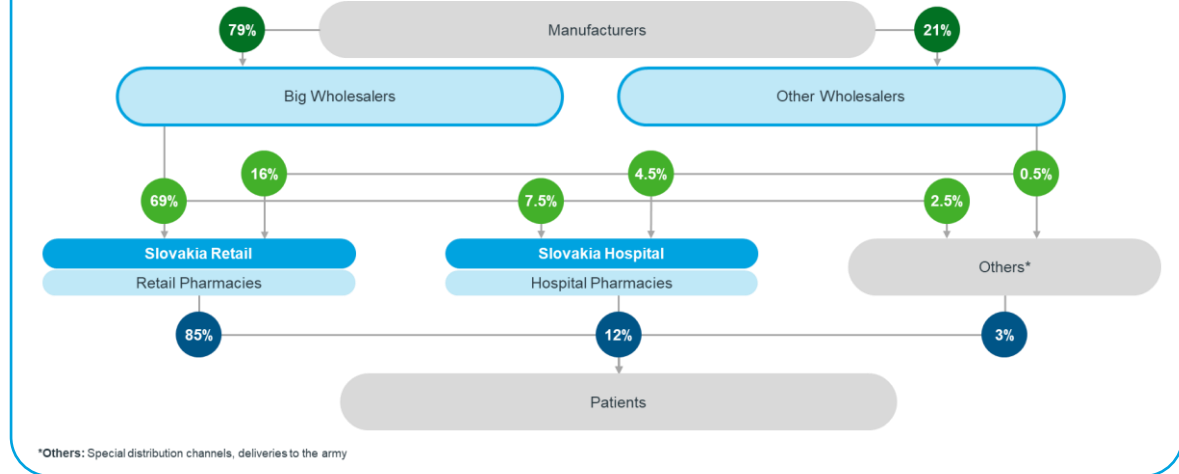 79%
Manufacturers
21%
Big Wholesalers
Other Wholesalers
16%
4.5%
0.5%
69%
7.5%
2.5%
Slovakia Retail
Slovakia Hospital
Others*
Retail Pharmacies
Hospital Pharmacies
85%
12%
3%
Patients
*Others: Special distribution channels, deliveries to the army